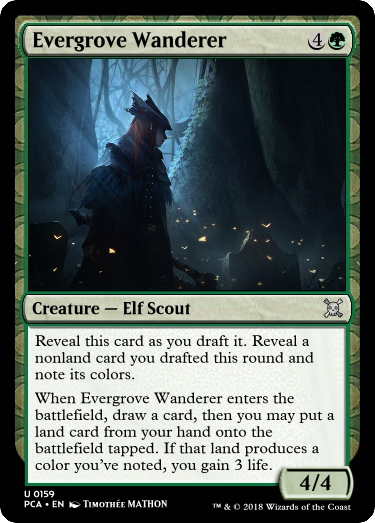 Evergrove Wanderer 4
Creature — Elf Scout
Reveal this card as you draft it. Reveal a
nonland card you drafted this round and
note its colors.
When Evergrove Wanderer enters the
battlefield, draw a card, then you may put a
land card from your hand onto the
battlefield tapped. If that land produces a
color you've noted, you gain 3 life.
4/4
U 0159
PCA • EN Timothée MATHON
™ & © 2018 Wizards of the Coast